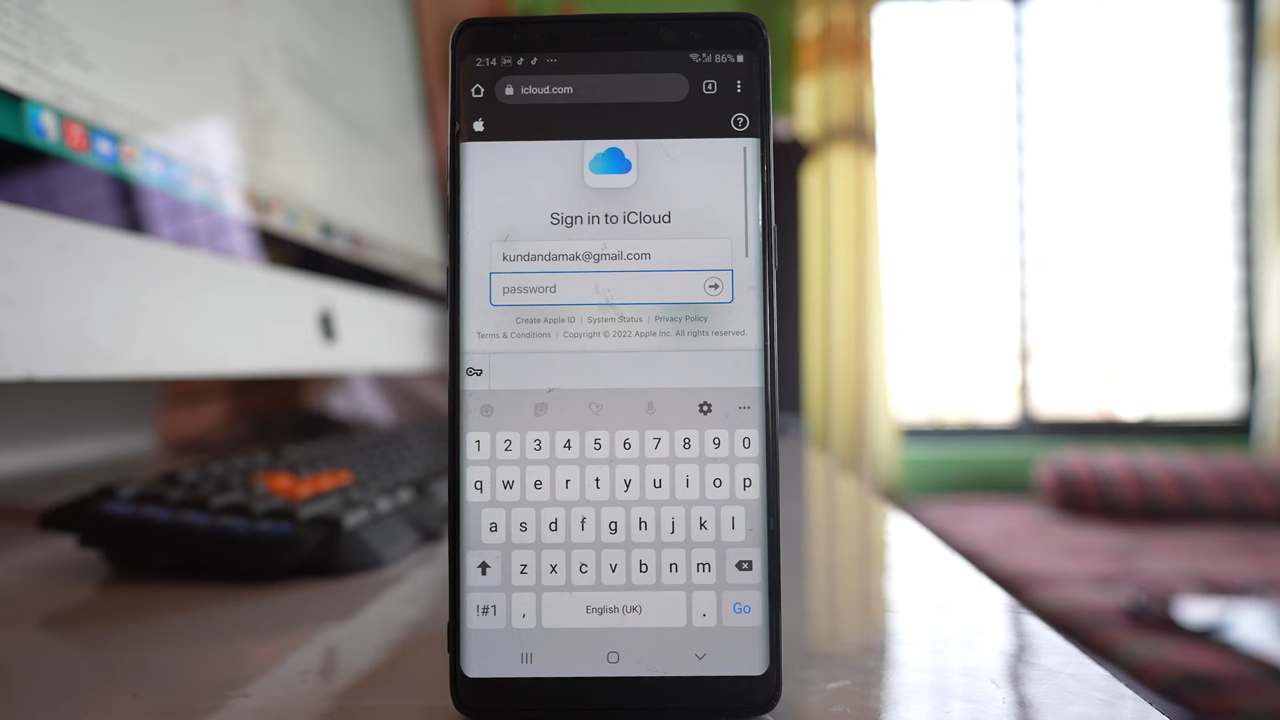 2:14 86%
icloud.com 4
?
Sign in to iCloud
kundandamak@gmail.com
password
Create Apple ID | System Status | Privacy Policy
Terms & Conditions | Copyright © 2022 Apple Inc. All rights reserved.
1 2 3 4 5 6 7 8 9 0
q w e r t y u i o p
a s d f g h j k l
z x c v b n m
!#1 , English (UK) . Go